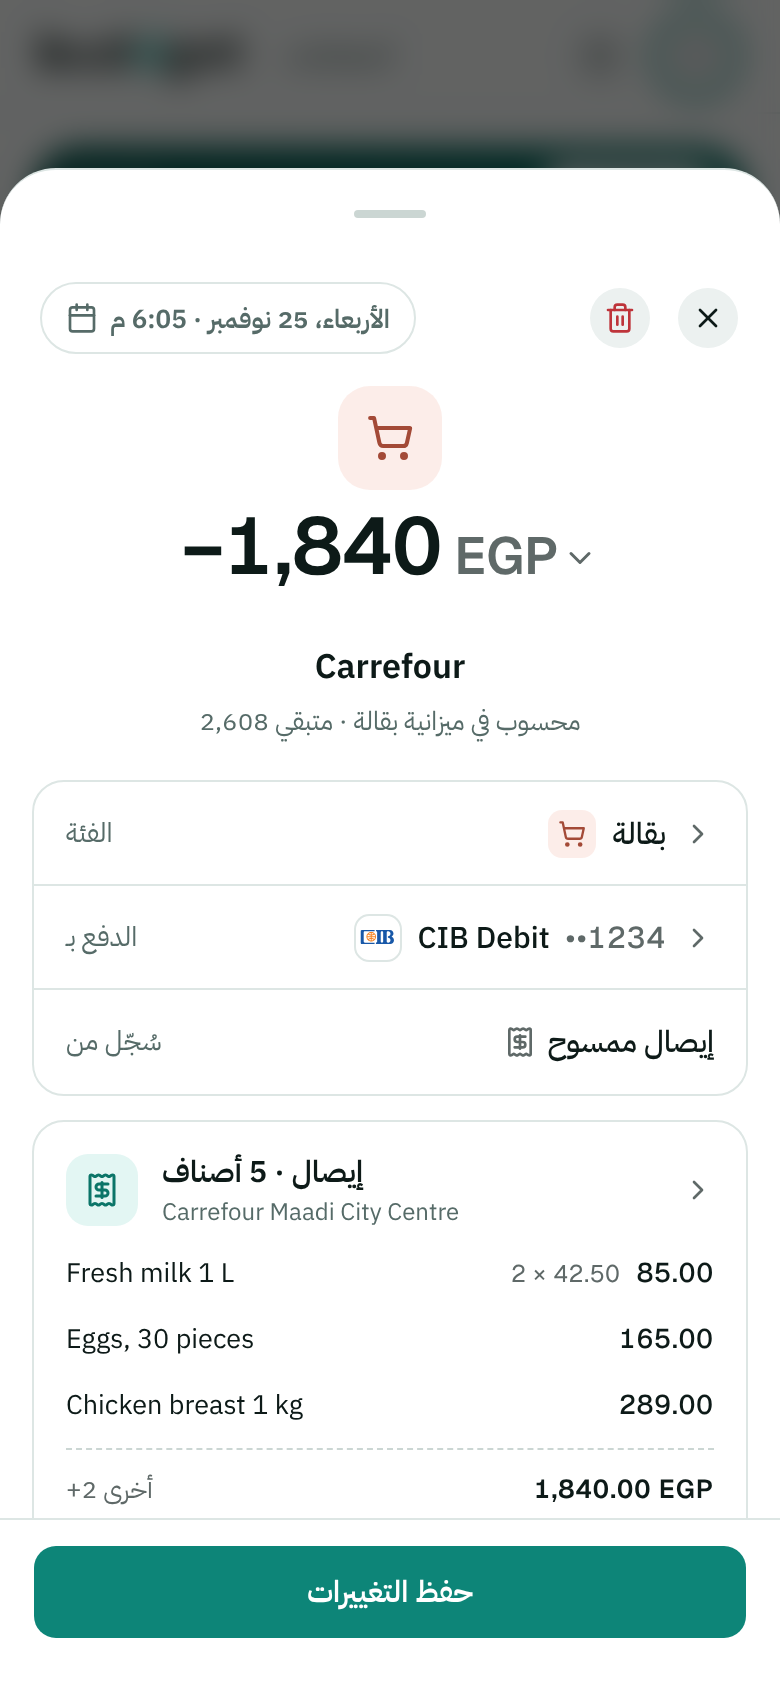 الأربعاء، 25 نوفمبر · 6:05 م
−1,840 EGP
Carrefour
محسوب في ميزانية بقالة · متبقي 2,608
الفئة بقالة
الدفع بـ CIB CIB Debit ••1234
سُجّل من إيصال ممسوح
إيصال · 5 أصناف
Carrefour Maadi City Centre
Fresh milk 1 L 2 × 42.50 85.00
Eggs, 30 pieces 165.00
Chicken breast 1 kg 289.00
+2 أخرى 1,840.00 EGP
حفظ التغييرات